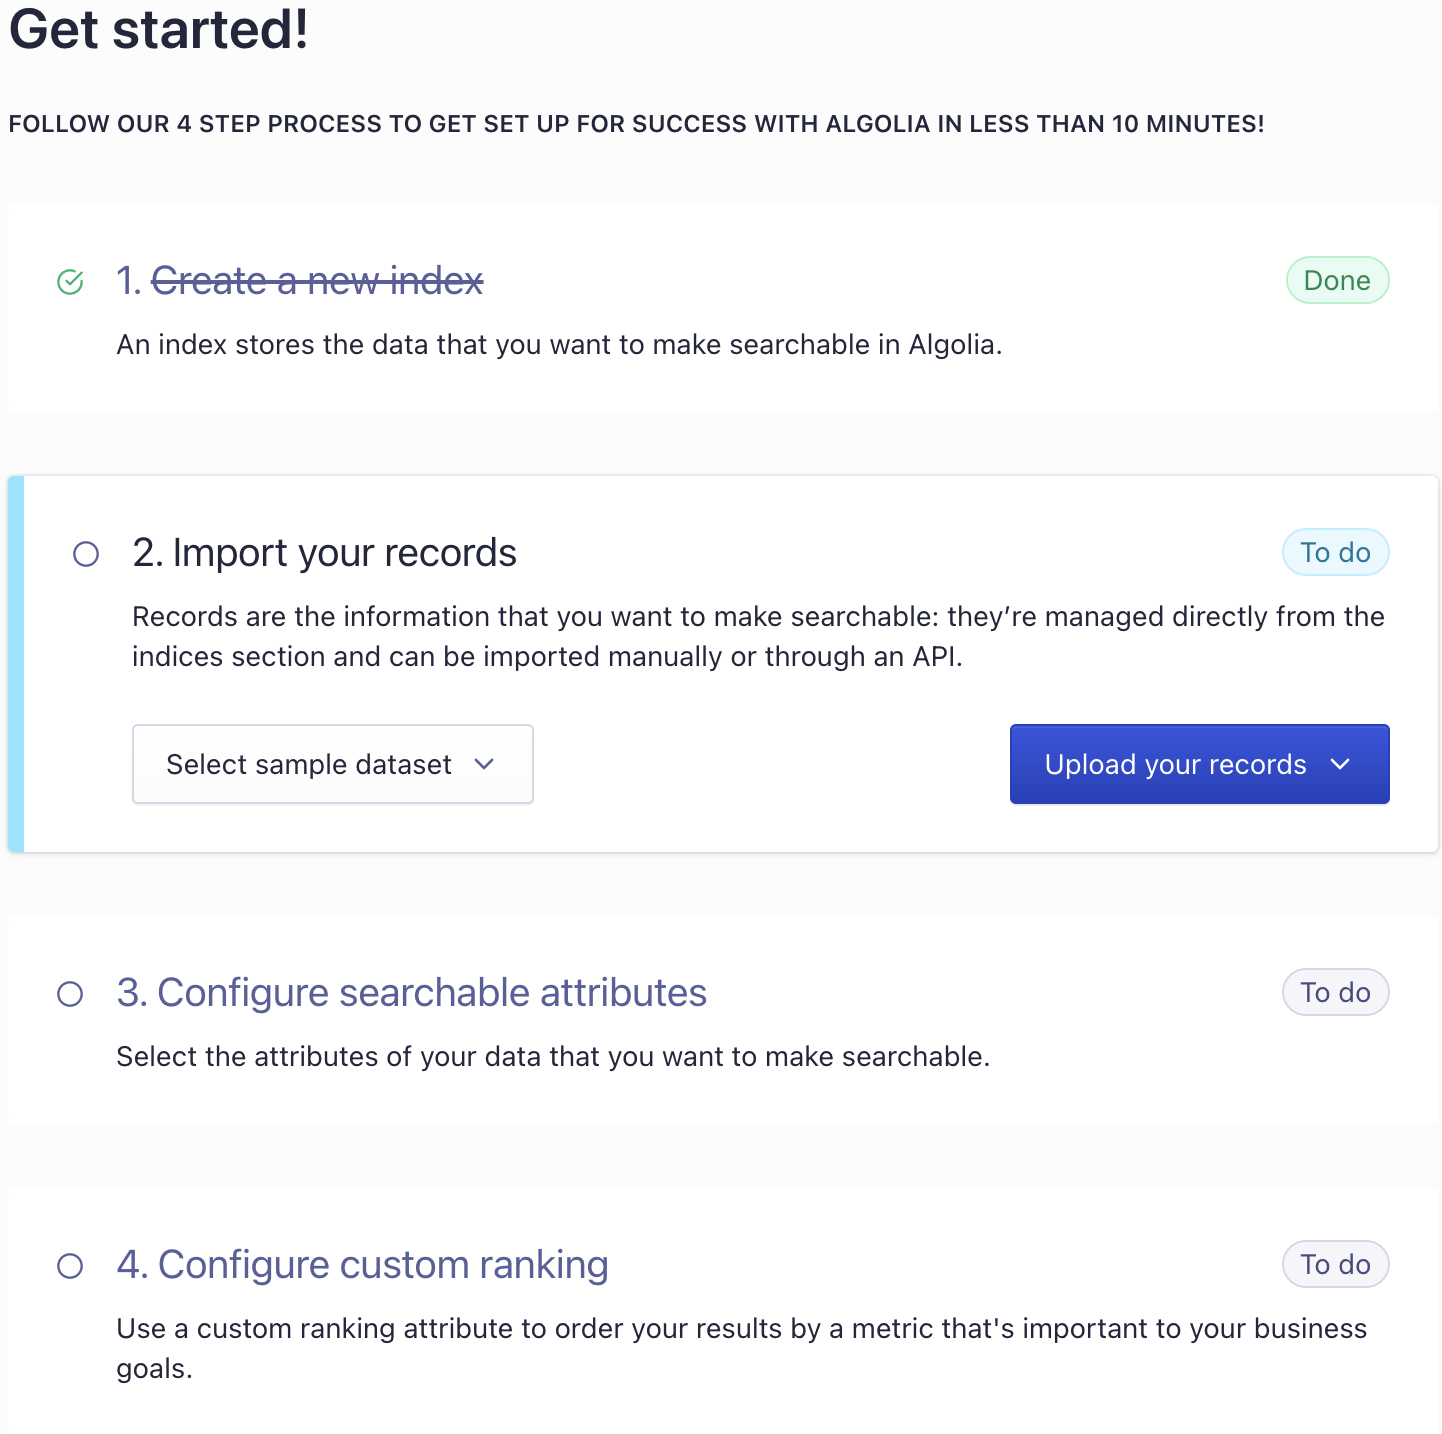 Get started!
FOLLOW OUR 4 STEP PROCESS TO GET SET UP FOR SUCCESS WITH ALGOLIA IN LESS THAN 10 MINUTES!
1. Create a new index
Done
An index stores the data that you want to make searchable in Algolia.
2. Import your records
To do
Records are the information that you want to make searchable: they’re managed directly from the
indices section and can be imported manually or through an API.
Select sample dataset
Upload your records
3. Configure searchable attributes
To do
Select the attributes of your data that you want to make searchable.
4. Configure custom ranking
To do
Use a custom ranking attribute to order your results by a metric that's important to your business
goals.